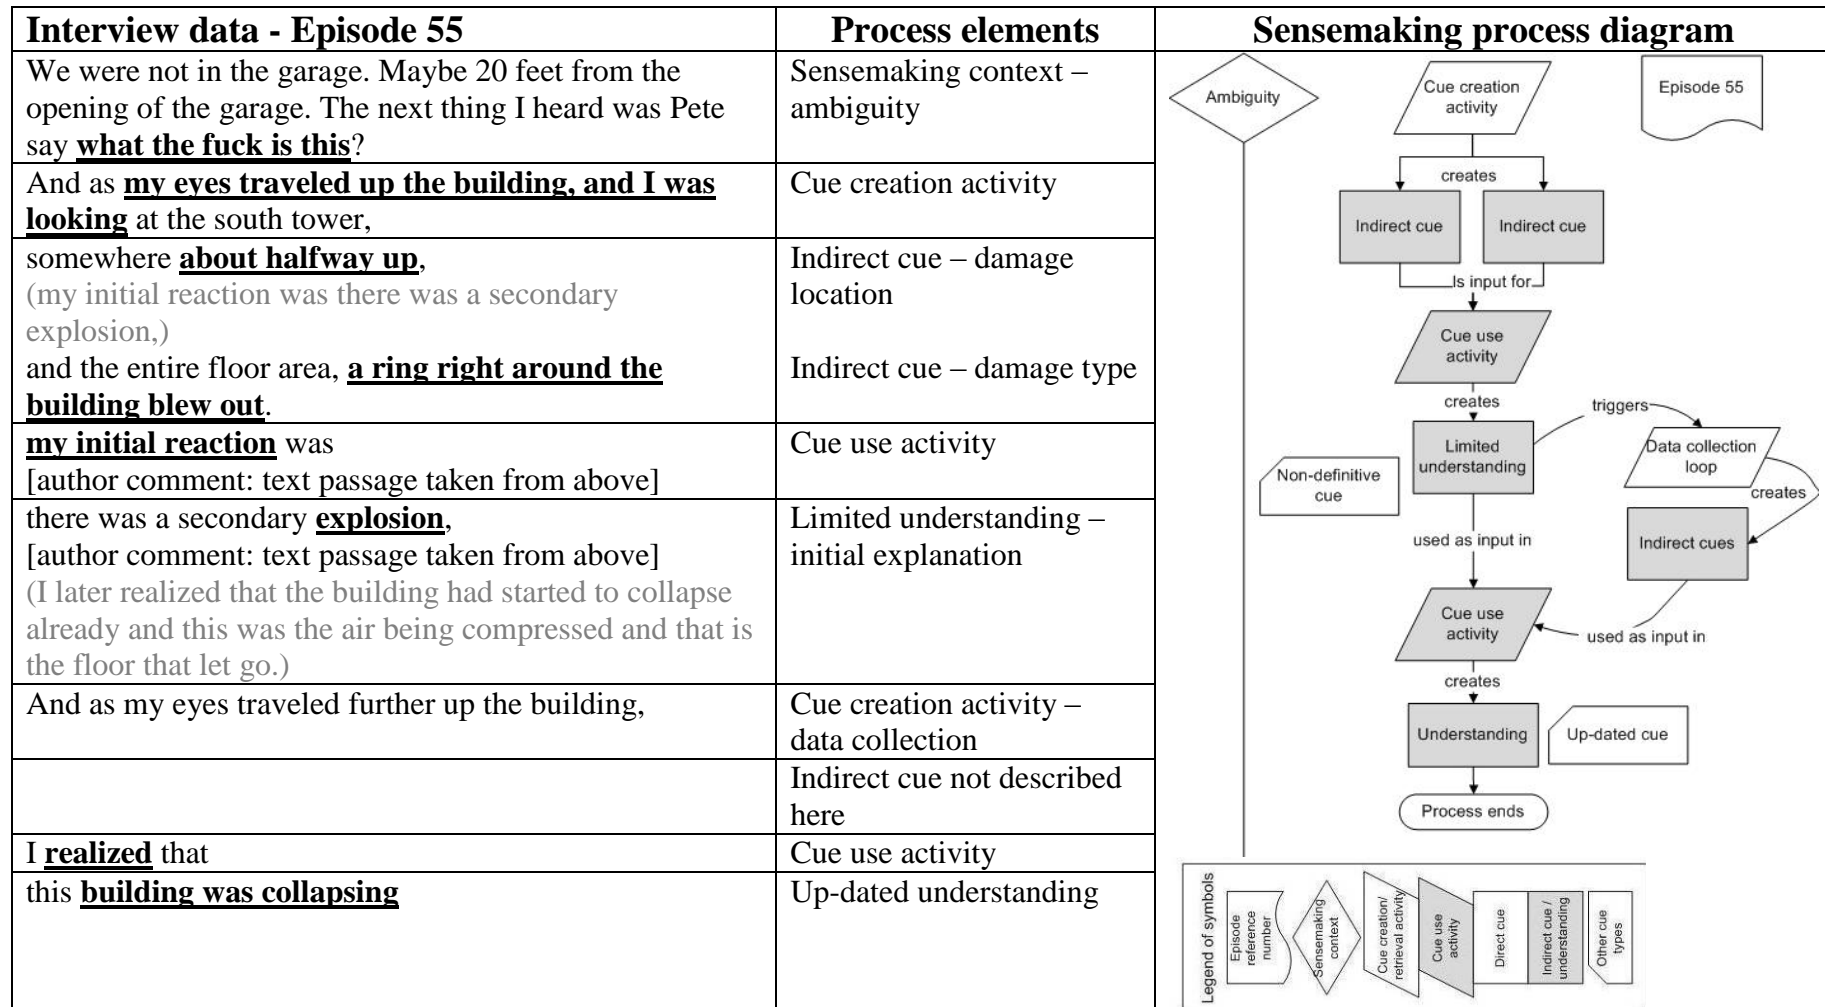 Interview data - Episode 55
Process elements
Sensemaking process diagram
We were not in the garage. Maybe 20 feet from the
opening of the garage. The next thing I heard was Pete
say what the fuck is this?
Sensemaking context –
ambiguity
And as my eyes traveled up the building, and I was
looking at the south tower,
Cue creation activity
somewhere about halfway up,
(my initial reaction was there was a secondary
explosion,)
and the entire floor area, a ring right around the
building blew out.
Indirect cue – damage
location
Indirect cue – damage type
my initial reaction was
[author comment: text passage taken from above]
Cue use activity
there was a secondary explosion,
[author comment: text passage taken from above]
(I later realized that the building had started to collapse
already and this was the air being compressed and that is
the floor that let go.)
Limited understanding –
initial explanation
And as my eyes traveled further up the building,
Cue creation activity –
data collection
Indirect cue not described
here
I realized that
Cue use activity
this building was collapsing
Up-dated understanding
Ambiguity
Cue creation
activity
Episode 55
creates
Indirect cue
Indirect cue
Is input for
Cue use
activity
creates
triggers
Limited
understanding
Data collection
loop
Non-definitive
cue
creates
used as input in
Indirect cues
Cue use
activity
used as input in
creates
Understanding
Up-dated cue
Process ends
Legend of symbols
Episode
reference
number
Sensemaking
context
Cue creation/
retrieval activity
Cue use
activity
Direct cue
Indirect cue /
understanding
Other cue
types